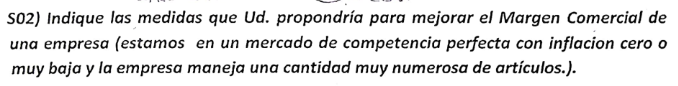 S02) Indique las medidas que Ud. propondría para mejorar el Margen Comercial de
una empresa (estamos en un mercado de competencia perfecta con inflacion cero o
muy baja y la empresa maneja una cantidad muy numerosa de artículos.).